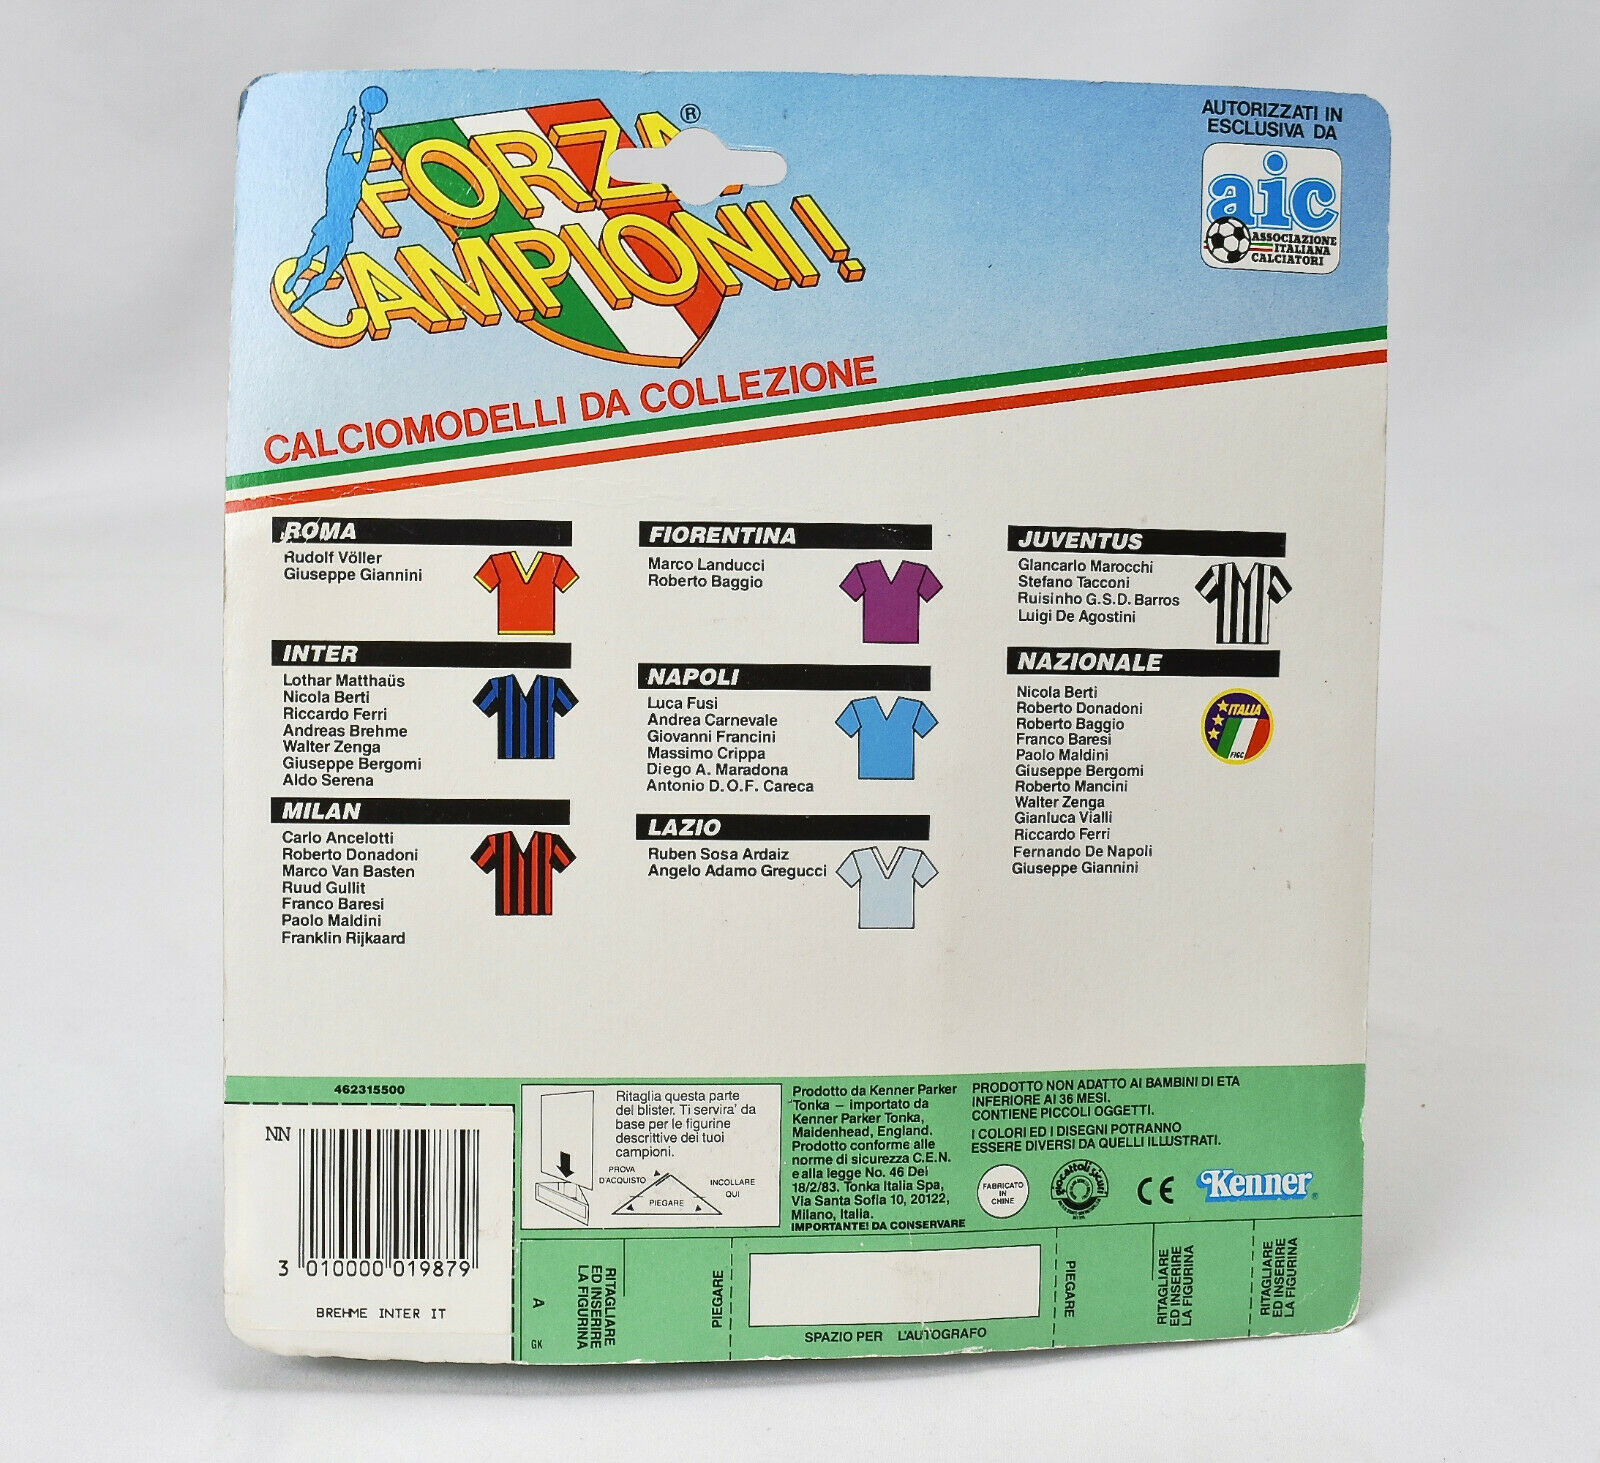 FORZA
CAMPIONI!
®
AUTORIZZATI IN
ESCLUSIVA DA
aic
ASSOCIAZIONE
ITALIANA
CALCIATORI
CALCIOMODELLI DA COLLEZIONE
ROMA
Rudolf Völler
Giuseppe Giannini
INTER
Lothar Matthaüs
Nicola Berti
Riccardo Ferri
Andreas Brehme
Walter Zenga
Giuseppe Bergomi
Aldo Serena
MILAN
Carlo Ancelotti
Roberto Donadoni
Marco Van Basten
Ruud Gullit
Franco Baresi
Paolo Maldini
Franklin Rijkaard
FIORENTINA
Marco Landucci
Roberto Baggio
NAPOLI
Luca Fusi
Andrea Carnevale
Giovanni Francini
Massimo Crippa
Diego A. Maradona
Antonio D.O.F. Careca
LAZIO
Ruben Sosa Ardaiz
Angelo Adamo Gregucci
JUVENTUS
Giancarlo Marocchi
Stefano Tacconi
Ruisinho G.S.D. Barros
Luigi De Agostini
NAZIONALE
Nicola Berti
Roberto Donadoni
Roberto Baggio
Franco Baresi
Paolo Maldini
Giuseppe Bergomi
Roberto Mancini
Walter Zenga
Gianluca Vialli
Riccardo Ferri
Fernando De Napoli
Giuseppe Giannini
ITALIA
FIGC
462315500
NN
3 010000 019879
BREHME INTER IT
Ritaglia questa parte
del blister. Ti servira' da
base per le figurine
descrittive dei tuoi
campioni.
PROVA
D'ACQUISTO
PIEGARE
INCOLLARE
QUI
Prodotto da Kenner Parker
Tonka – importato da
Kenner Parker Tonka,
Maidenhead, England.
Prodotto conforme alle
norme di sicurezza C.E.N.
e alla legge No. 46 Del
18/2/83. Tonka Italia Spa,
Via Santa Sofia 10, 20122,
Milano, Italia.
IMPORTANTE! DA CONSERVARE
PRODOTTO NON ADATTO AI BAMBINI DI ETA
INFERIORE AI 36 MESI.
CONTIENE PICCOLI OGGETTI.
I COLORI ED I DISEGNI POTRANNO
ESSERE DIVERSI DA QUELLI ILLUSTRATI.
FABRICATO
IN
CHINE
giocattoli sicuri
CE
Kenner®
A
GK
RITAGLIARE
ED INSERIRE
LA FIGURINA
PIEGARE
SPAZIO PER L'AUTOGRAFO
PIEGARE
RITAGLIARE
ED INSERIRE
LA FIGURINA
RITAGLIARE
ED INSERIRE
LA FIGURINA